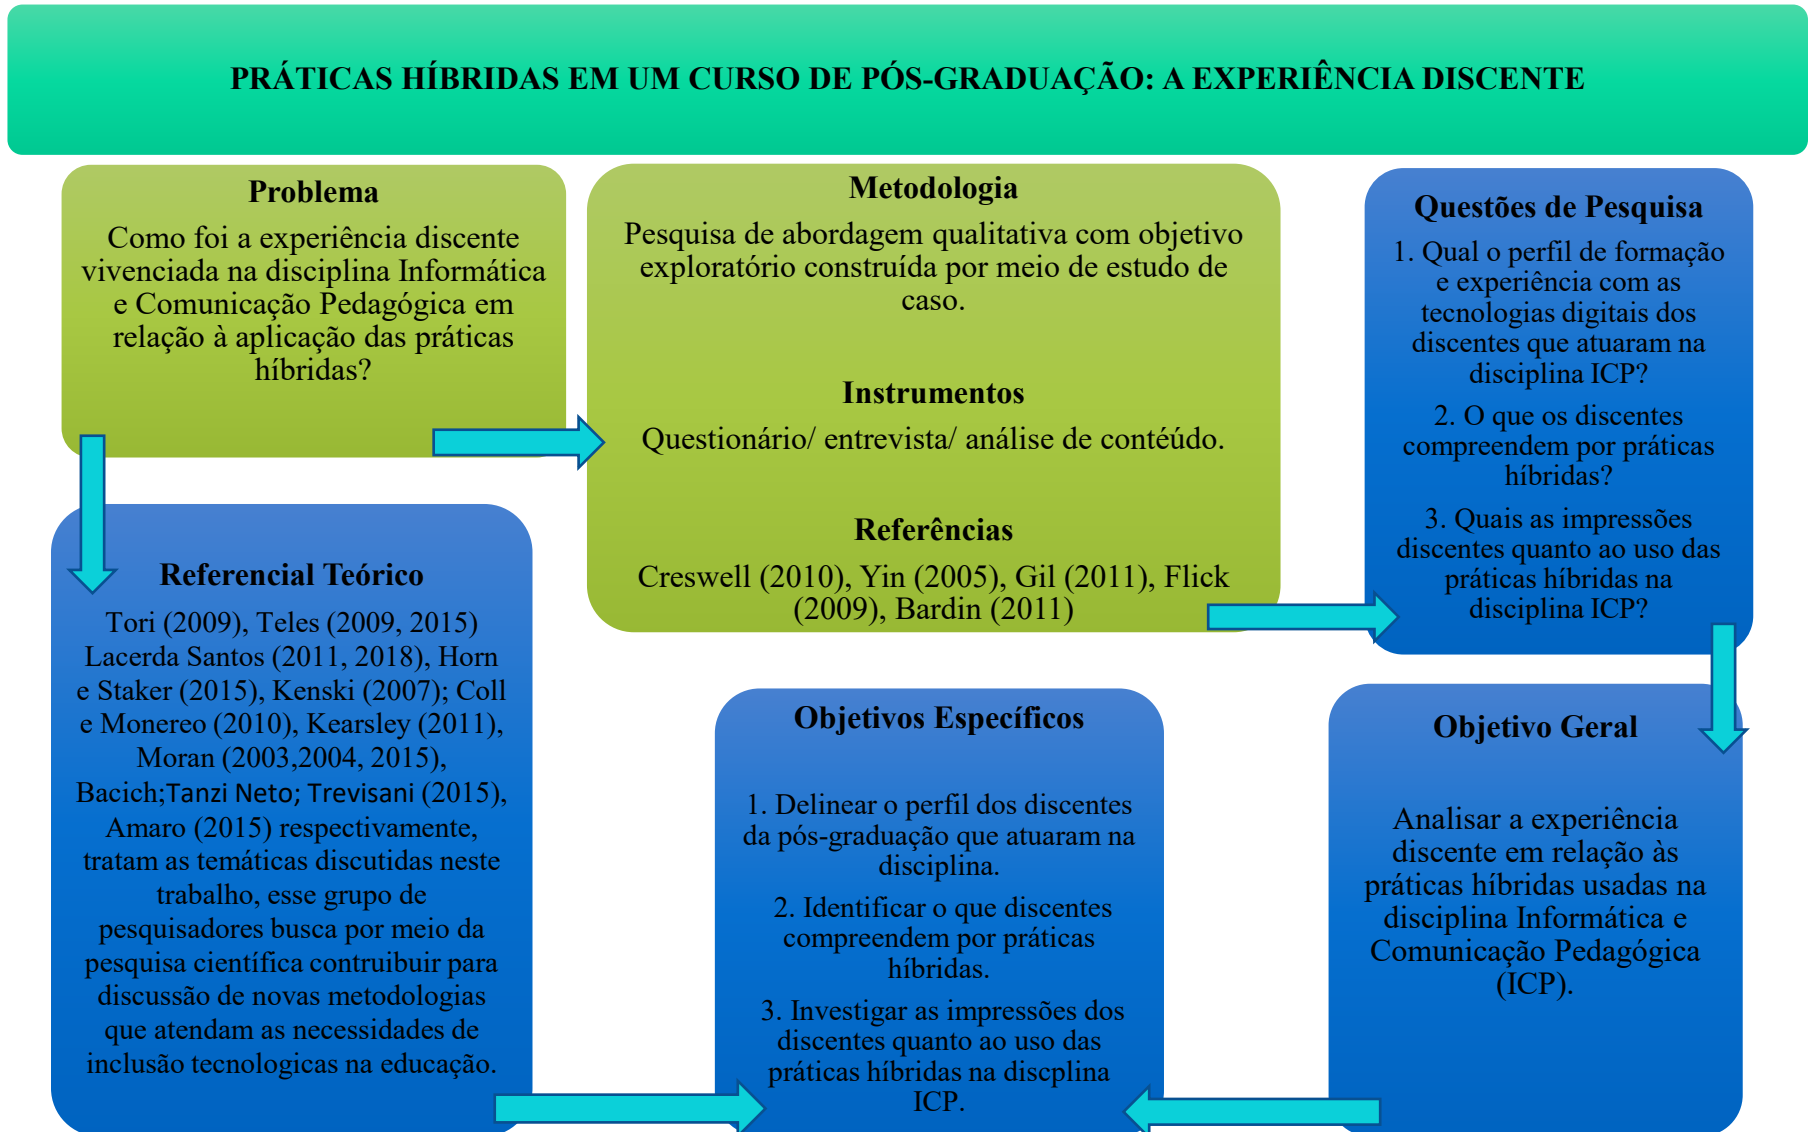 PRÁTICAS HÍBRIDAS EM UM CURSO DE PÓS-GRADUAÇÃO: A EXPERIÊNCIA DISCENTE
Problema
Como foi a experiência discente
vivenciada na disciplina Informática
e Comunicação Pedagógica em
relação à aplicação das práticas
híbridas?
Metodologia
Pesquisa de abordagem qualitativa com objetivo
exploratório construída por meio de estudo de
caso.
Instrumentos
Questionário/ entrevista/ análise de contéúdo.
Referências
Creswell (2010), Yin (2005), Gil (2011), Flick
(2009), Bardin (2011)
Questões de Pesquisa
1. Qual o perfil de formação
e experiência com as
tecnologias digitais dos
discentes que atuaram na
disciplina ICP?
2. O que os discentes
compreendem por práticas
híbridas?
3. Quais as impressões
discentes quanto ao uso das
práticas híbridas na
disciplina ICP?
Referencial Teórico
Tori (2009), Teles (2009, 2015)
Lacerda Santos (2011, 2018), Horn
e Staker (2015), Kenski (2007); Coll
e Monereo (2010), Kearsley (2011),
Moran (2003,2004, 2015),
Bacich;Tanzi Neto; Trevisani (2015),
Amaro (2015) respectivamente,
tratam as temáticas discutidas neste
trabalho, esse grupo de
pesquisadores busca por meio da
pesquisa científica contribuir para
discussão de novas metodologias
que atendam as necessidades de
inclusão tecnologicas na educação.
Objetivos Específicos
1. Delinear o perfil dos discentes
da pós-graduação que atuaram na
disciplina.
2. Identificar o que discentes
compreendem por práticas
híbridas.
3. Investigar as impressões dos
discentes quanto ao uso das
práticas híbridas na discplina
ICP.
Objetivo Geral
Analisar a experiência
discente em relação às
práticas híbridas usadas na
disciplina Informática e
Comunicação Pedagógica
(ICP).